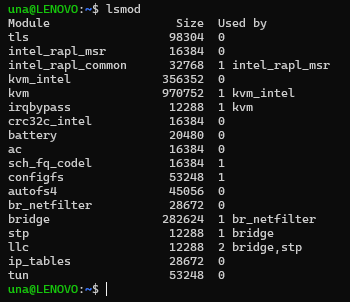 una@LENOVO:~$ lsmod
Module                  Size  Used by
tls                    98304  0
intel_rapl_msr         16384  0
intel_rapl_common      32768  1 intel_rapl_msr
kvm_intel             356352  0
kvm                   970752  1 kvm_intel
irqbypass              12288  1 kvm
crc32c_intel           16384  0
battery                20480  0
ac                     16384  0
sch_fq_codel           16384  1
configfs               53248  1
autofs4                45056  0
br_netfilter           28672  0
bridge                282624  1 br_netfilter
stp                    12288  1 bridge
llc                    12288  2 bridge,stp
ip_tables              28672  0
tun                    53248  0
una@LENOVO:~$